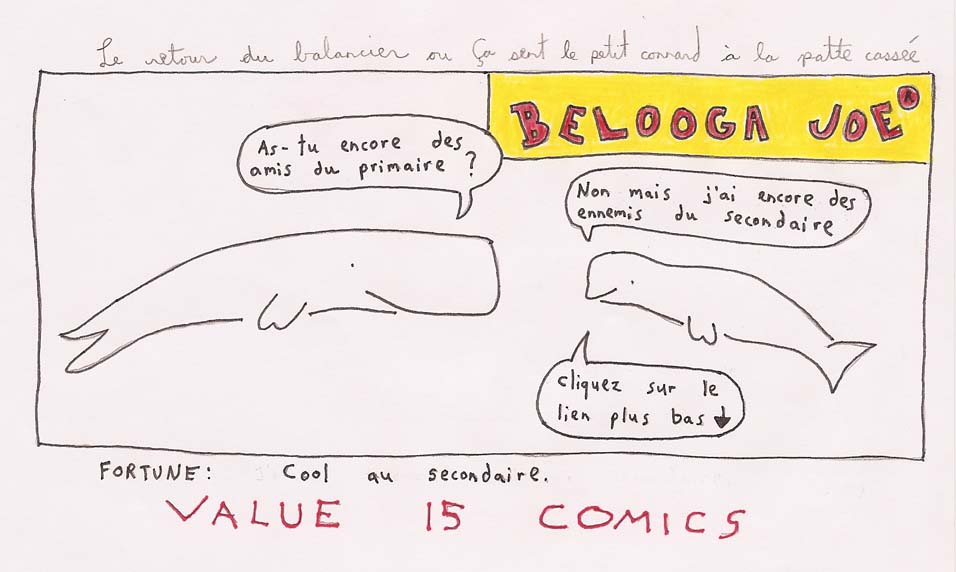 Le retour du balancier ou Ça sent le petit connard à la patte cassée
BELOOGA JOE
As-tu encore des
amis du primaire ?
Non mais j'ai encore des
ennemis du secondaire
cliquez sur le
lien plus bas ↓
FORTUNE: Cool au secondaire.
VALUE 15 COMICS